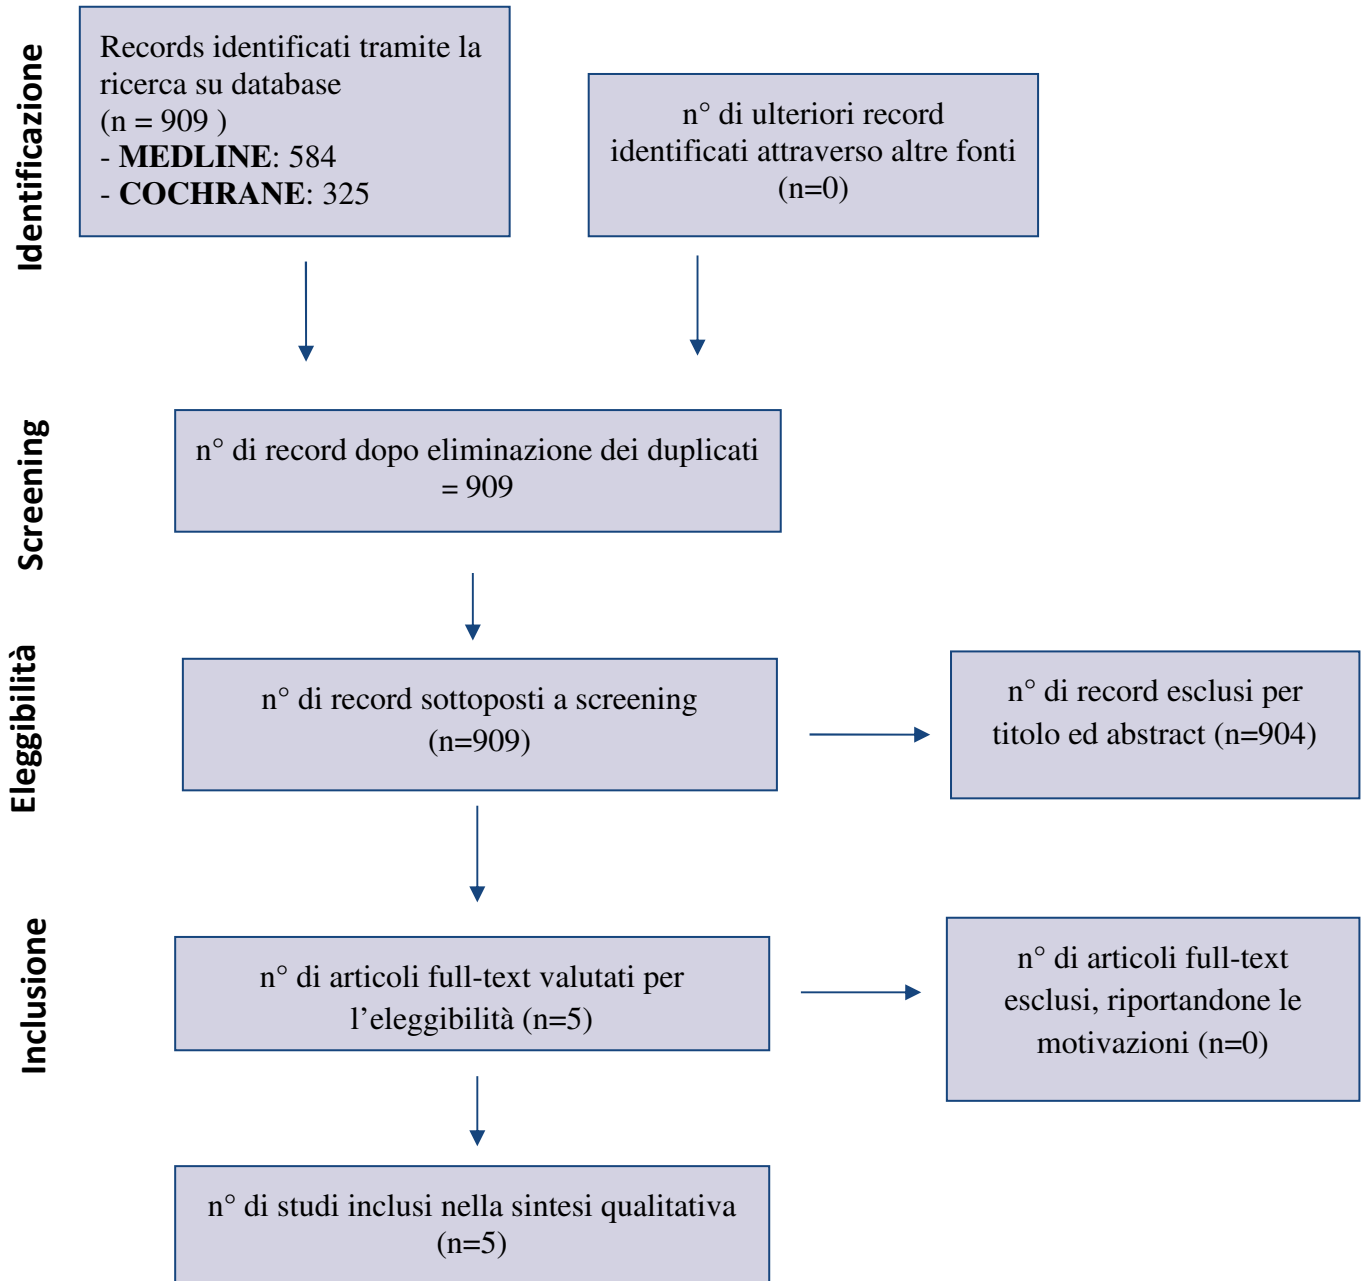 Identificazione
Records identificati tramite la
ricerca su database
(n = 909 )
- MEDLINE: 584
- COCHRANE: 325
n° di ulteriori record
identificati attraverso altre fonti
(n=0)
Screening
n° di record dopo eliminazione dei duplicati
= 909
Eleggibilità
n° di record sottoposti a screening
(n=909)
n° di record esclusi per
titolo ed abstract (n=904)
Inclusione
n° di articoli full-text valutati per
l’eleggibilità (n=5)
n° di articoli full-text
esclusi, riportandone le
motivazioni (n=0)
n° di studi inclusi nella sintesi qualitativa
(n=5)